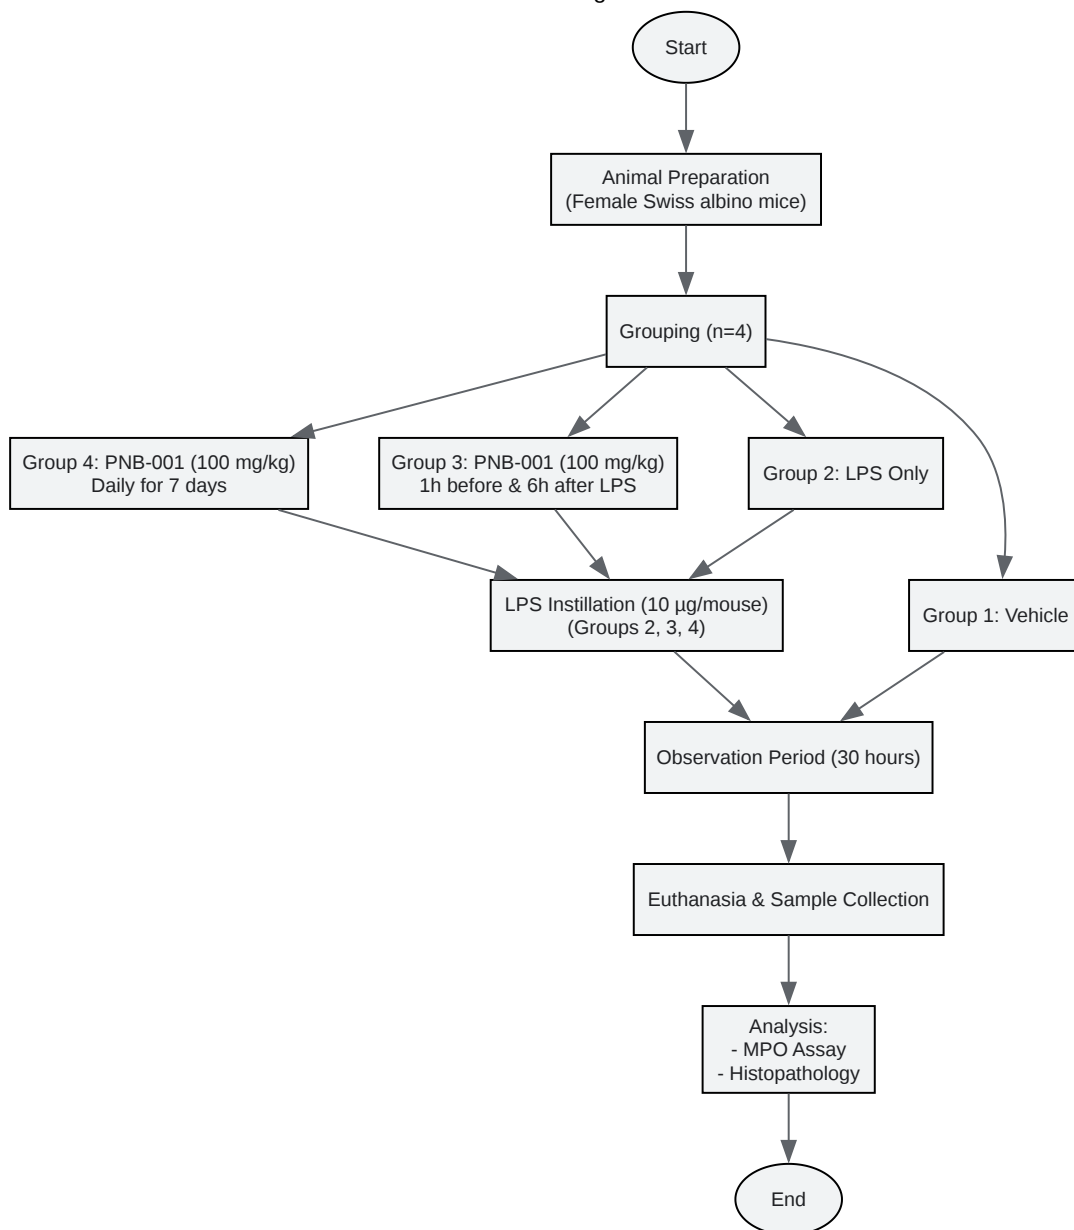 Start
Animal Preparation
(Female Swiss albino mice)
Grouping (n=4)
Group 4: PNB-001 (100 mg/kg)
Daily for 7 days
Group 3: PNB-001 (100 mg/kg)
1h before & 6h after LPS
Group 2: LPS Only
LPS Instillation (10 µg/mouse)
(Groups 2, 3, 4)
Group 1: Vehicle
Observation Period (30 hours)
Euthanasia & Sample Collection
Analysis:
- MPO Assay
- Histopathology
End